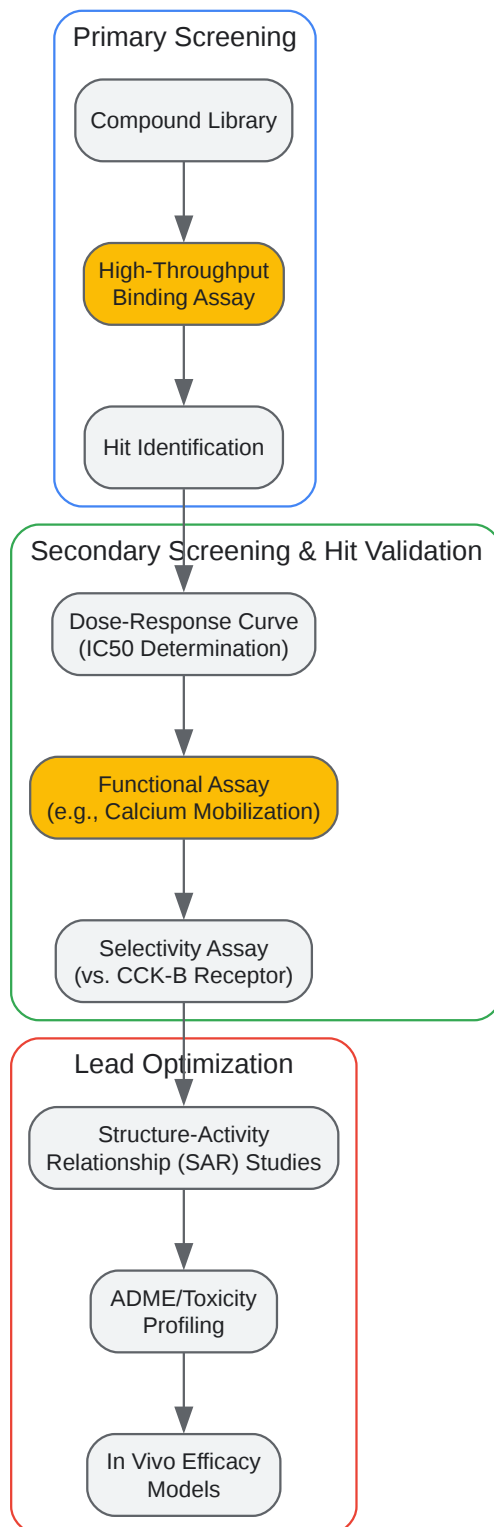 Primary Screening
Compound Library
High-Throughput
Binding Assay
Hit Identification
Secondary Screening & Hit Validation
Dose-Response Curve
(IC50 Determination)
Functional Assay
(e.g., Calcium Mobilization)
Selectivity Assay
(vs. CCK-B Receptor)
Lead Optimization
Structure-Activity
Relationship (SAR) Studies
ADME/Toxicity
Profiling
In Vivo Efficacy
Models